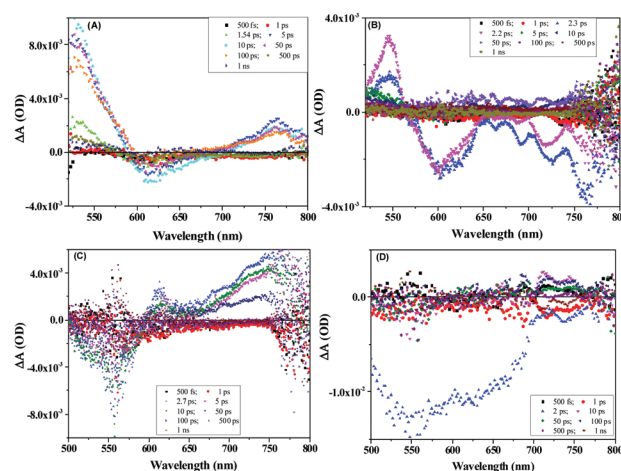 (A)
500 fs; 1 ps
1.54 ps; 5 ps
10 ps; 50 ps
100 ps; 500 ps
1 ns
8.0x10⁻³
4.0x10⁻³
0.0
-4.0x10⁻³
ΔA (OD)
550 600 650 700 750 800
Wavelength (nm)
(B)
500 fs; 1 ps; 2.3 ps
2.2 ps; 5 ps; 10 ps
50 ps; 100 ps; 500 ps
1 ns
4.0x10⁻³
0.0
-4.0x10⁻³
ΔA (OD)
550 600 650 700 750 800
Wavelength (nm)
(C)
4.0x10⁻³
0.0
-4.0x10⁻³
-8.0x10⁻³
ΔA (OD)
500 fs; 1 ps
2.7 ps; 5 ps
10 ps; 50 ps
100 ps; 500 ps
1 ns
500 550 600 650 700 750 800
Wavelength (nm)
(D)
0.0
-1.0x10⁻²
ΔA (OD)
500 fs; 1 ps
2 ps; 10 ps
50 ps; 100 ps
500 ps; 1 ns
500 550 600 650 700 750 800
Wavelength (nm)